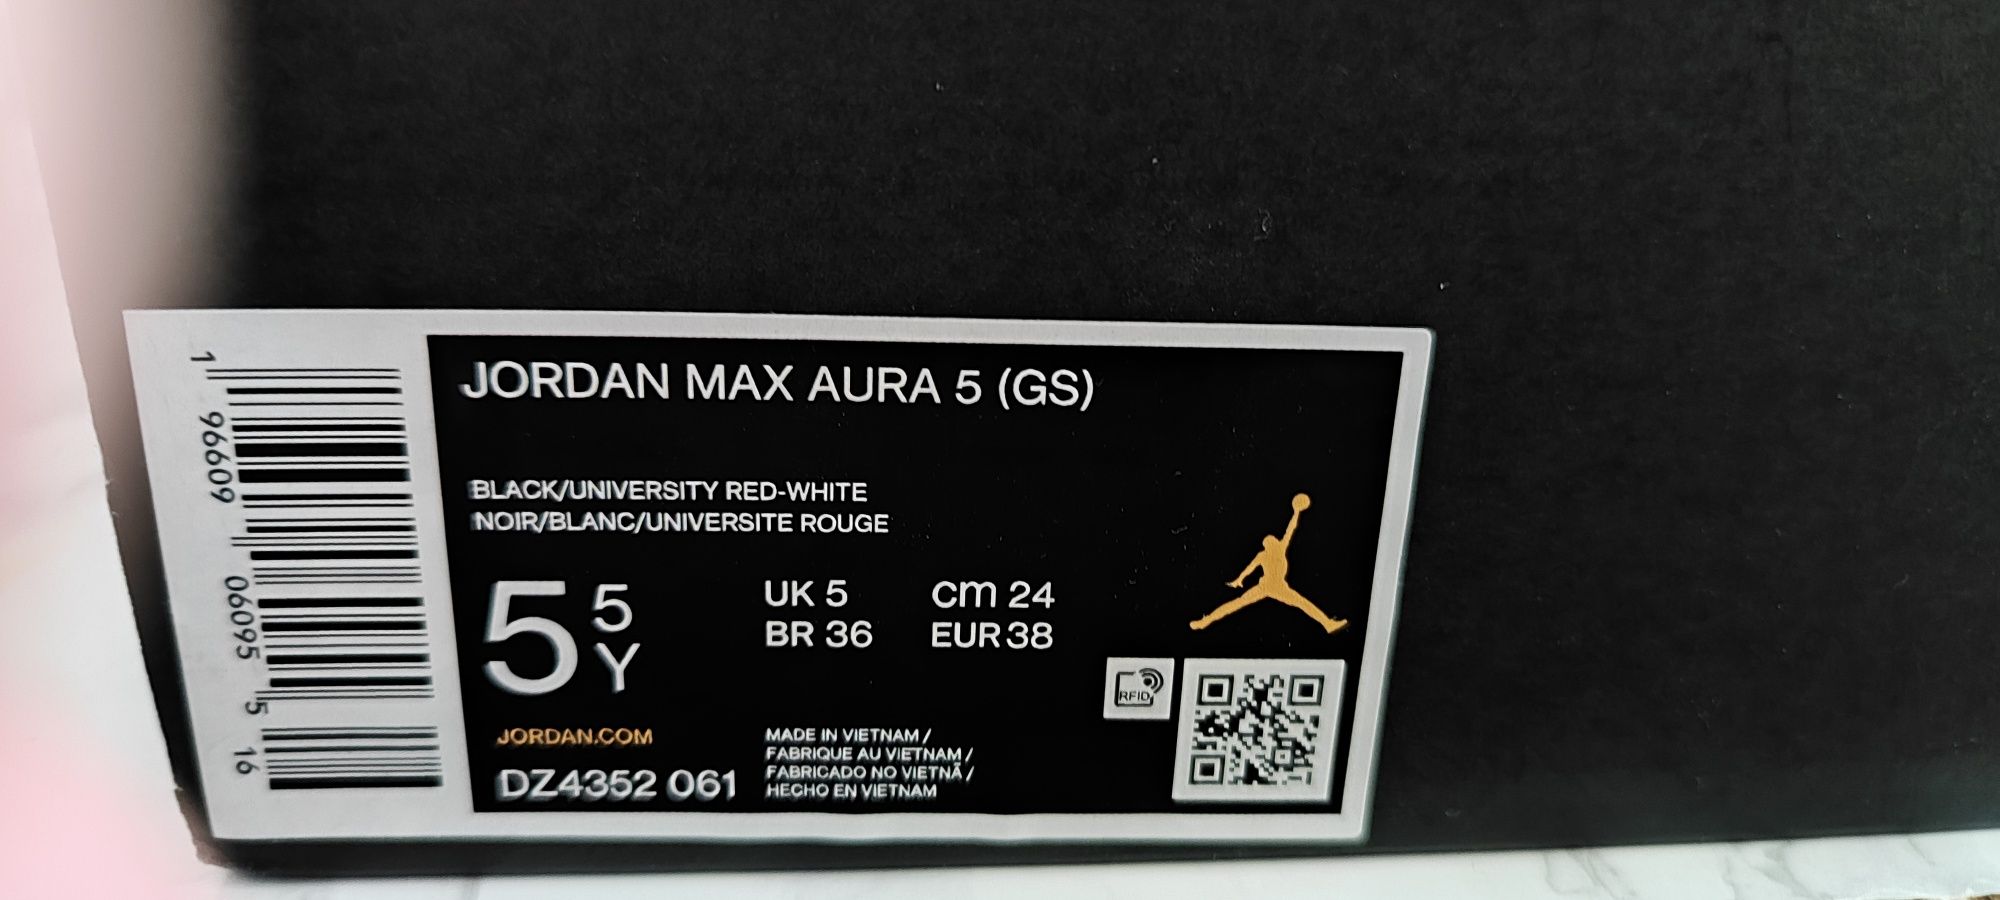 JORDAN MAX AURA 5 (GS)
BLACK/UNIVERSITY RED-WHITE
NOIR/BLANC/UNIVERSITE ROUGE
5 5 Y
UK 5
BR 36
cm 24
EUR 38
JORDAN.COM
DZ4352 061
MADE IN VIETNAM /
FABRIQUE AU VIETNAM /
FABRICADO NO VIETNÃ /
HECHO EN VIETNAM
RFID
1 96609 06095 5 16